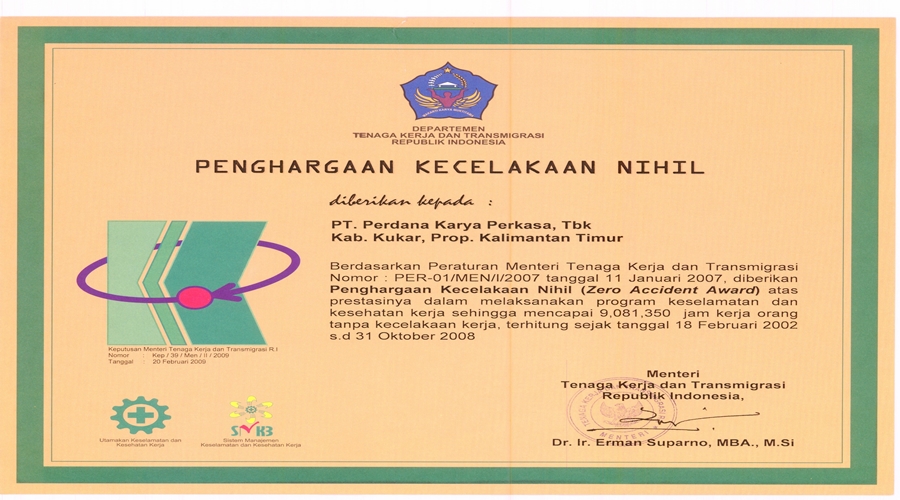 DEPARTEMEN
TENAGA KERJA DAN TRANSMIGRASI
REPUBLIK INDONESIA
PENGHARGAAN KECELAKAAN NIHIL
diberikan kepada :
PT. Perdana Karya Perkasa, Tbk
Kab. Kukar, Prop. Kalimantan Timur
Berdasarkan Peraturan Menteri Tenaga Kerja dan Transmigrasi
Nomor : PER-01/MEN/I/2007 tanggal 11 Januari 2007, diberikan
Penghargaan Kecelakaan Nihil (Zero Accident Award) atas
prestasinya dalam melaksanakan program keselamatan dan
kesehatan kerja sehingga mencapai 9,081,350 jam kerja orang
tanpa kecelakaan kerja, terhitung sejak tanggal 18 Februari 2002
s.d 31 Oktober 2008
Keputusan Menteri Tenaga Kerja dan Transmigrasi R.I
Nomor : Kep / 39 / Men / II / 2009
Tanggal : 20 Februari 2009
Menteri
Tenaga Kerja dan Transmigrasi
Republik Indonesia,
MENTERI
Dr. Ir. Erman Suparno, MBA., M.Si
Utamakan Keselamatan dan
Kesehatan Kerja
SMK3
Sistem Manajemen
Keselamatan dan Kesehatan Kerja